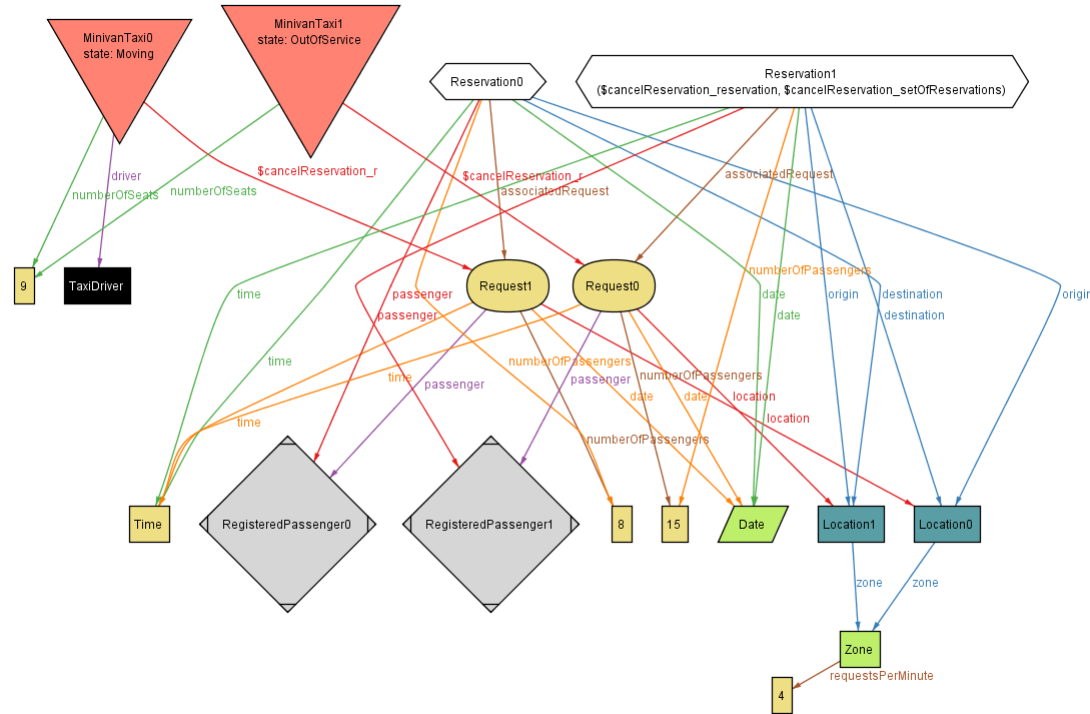 MinivanTaxi0
state: Moving
MinivanTaxi1
state: OutOfService
Reservation0
Reservation1
($cancelReservation_reservation, $cancelReservation_setOfReservations)
driver
numberOfSeats
numberOfSeats
$cancelReservation_r
$cancelReservation_r
associatedRequest
associatedRequest
9
TaxiDriver
time
passenger
passenger
Request1
Request0
numberOfPassengers
date
date
origin
destination
destination
origin
time
time
time
passenger
numberOfPassengers
passenger
numberOfPassengers
date
date
location
location
numberOfPassengers
Time
RegisteredPassenger0
RegisteredPassenger1
8
15
Date
Location1
Location0
zone
zone
Zone
requestsPerMinute
4